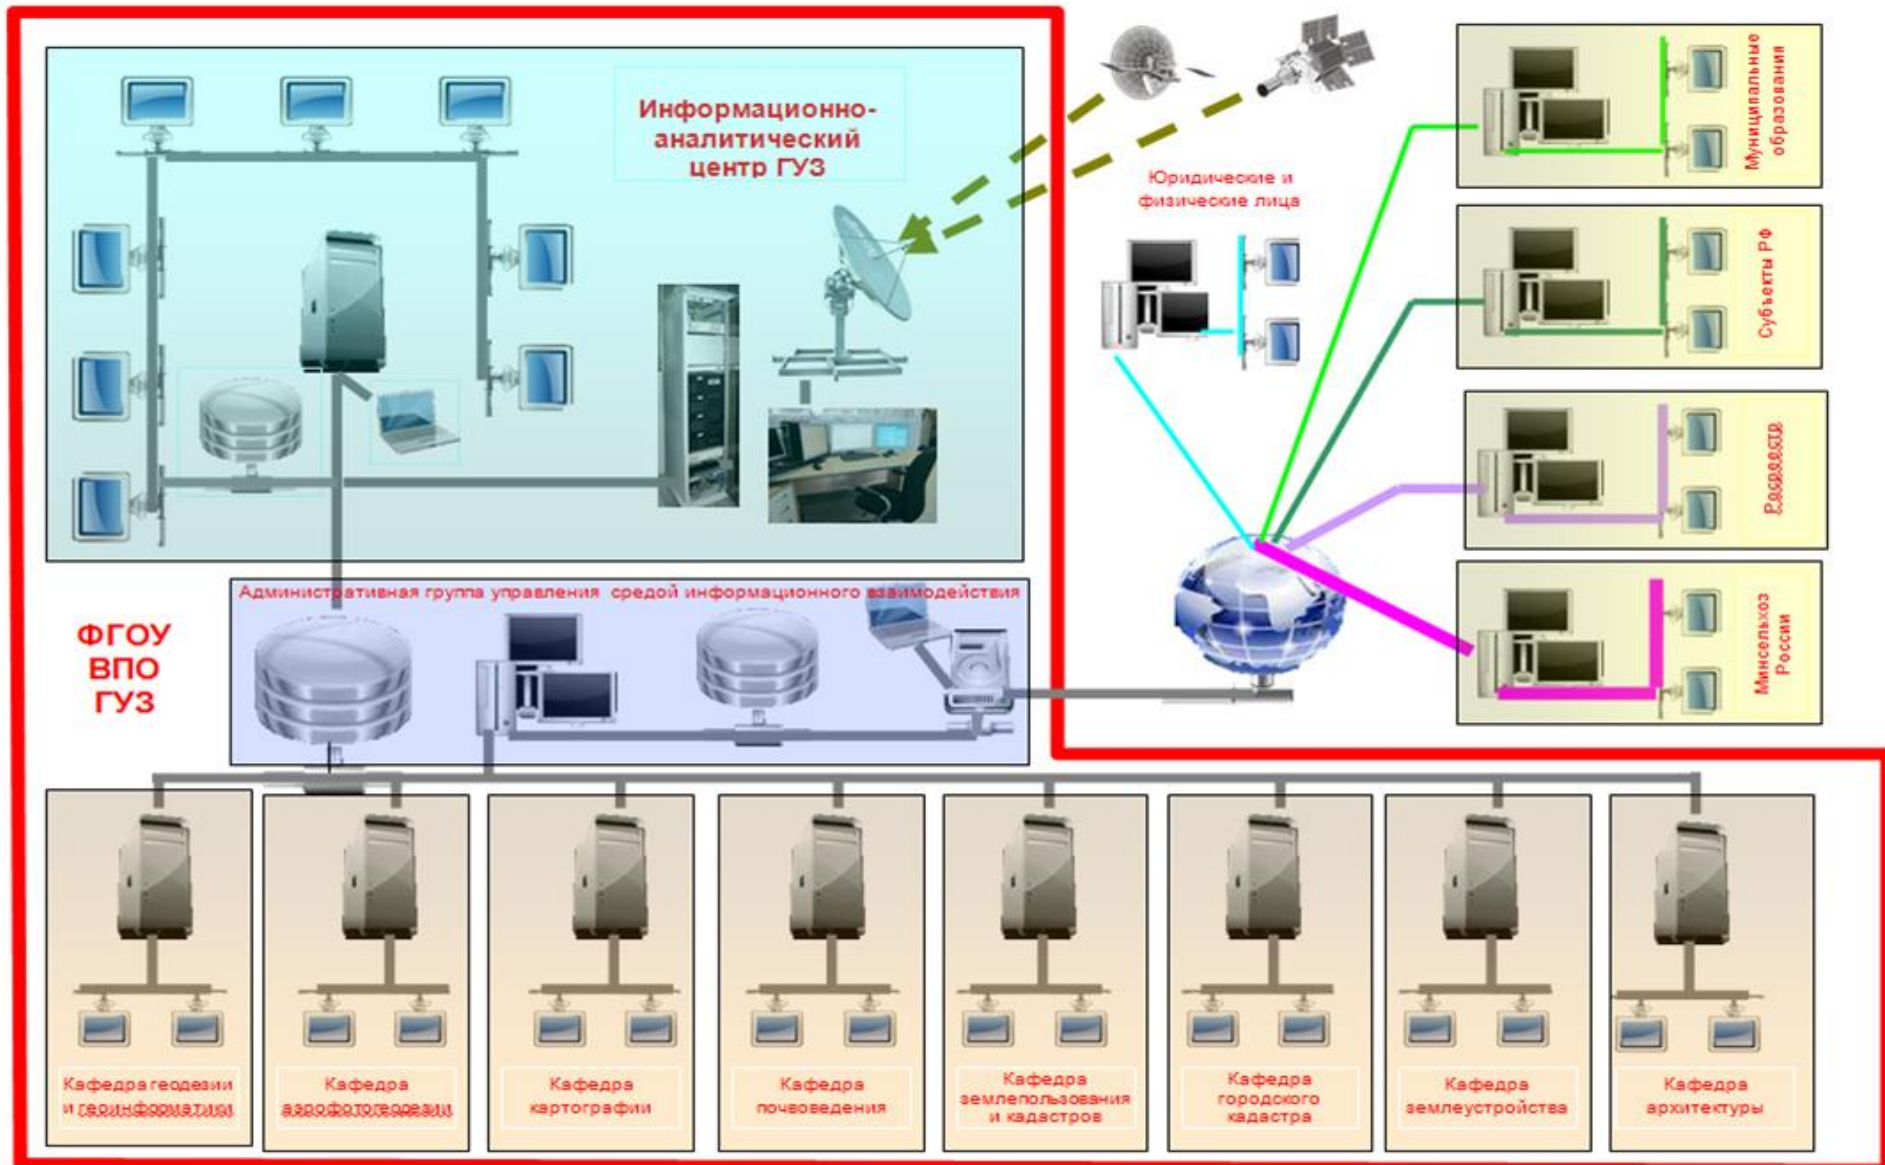 Информационно-
аналитический
центр ГУЗ
Юридические и
физические лица
Муниципальные
образования
Субъекты РФ
Росреестр
Минсельхоз
России
ФГОУ
ВПО
ГУЗ
Административная группа управления средой информационного взаимодействия
Кафедра геодезии
и геоинформатики
Кафедра
аэрофотогеодезии
Кафедра
картографии
Кафедра
почвоведения
Кафедра
землепользования
и кадастров
Кафедра
городского
кадастра
Кафедра
землеустройства
Кафедра
архитектуры